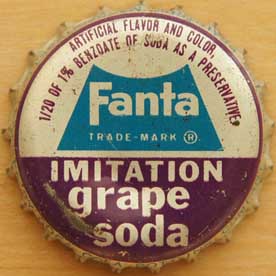 ARTIFICIAL FLAVOR AND COLOR
1/20 OF 1% BENZOATE OF SODA AS A PRESERVATIVE
Fanta
TRADE-MARK ®
IMITATION
grape
soda